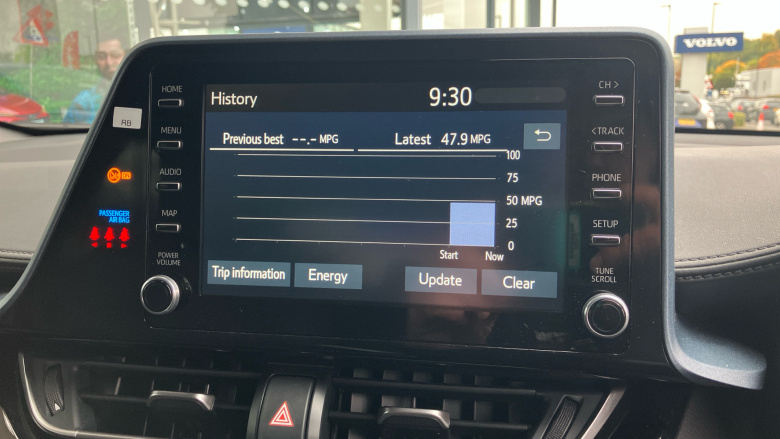 VOLVO
HOME
MENU
AUDIO
MAP
POWER
VOLUME
RB
PASSENGER
AIR BAG
History
9:30
Previous best --.- MPG
Latest 47.9 MPG
100
75
50 MPG
25
0
Start
Now
Trip information
Energy
Update
Clear
CH >
< TRACK
PHONE
SETUP
TUNE
SCROLL